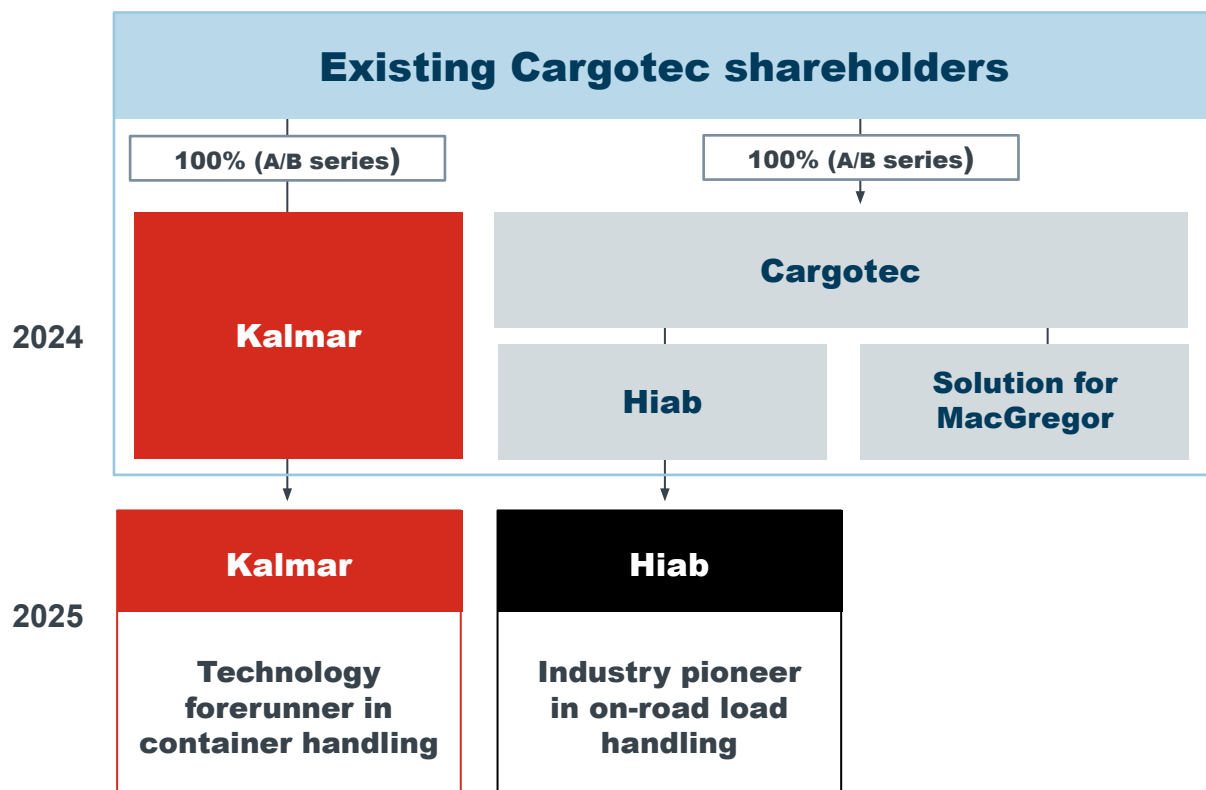 Existing Cargotec shareholders
100% (A/B series)
100% (A/B series)
2024
Kalmar
Cargotec
Hiab
Solution for
MacGregor
2025
Kalmar
Technology
forerunner in
container handling
Hiab
Industry pioneer
in on-road load
handling